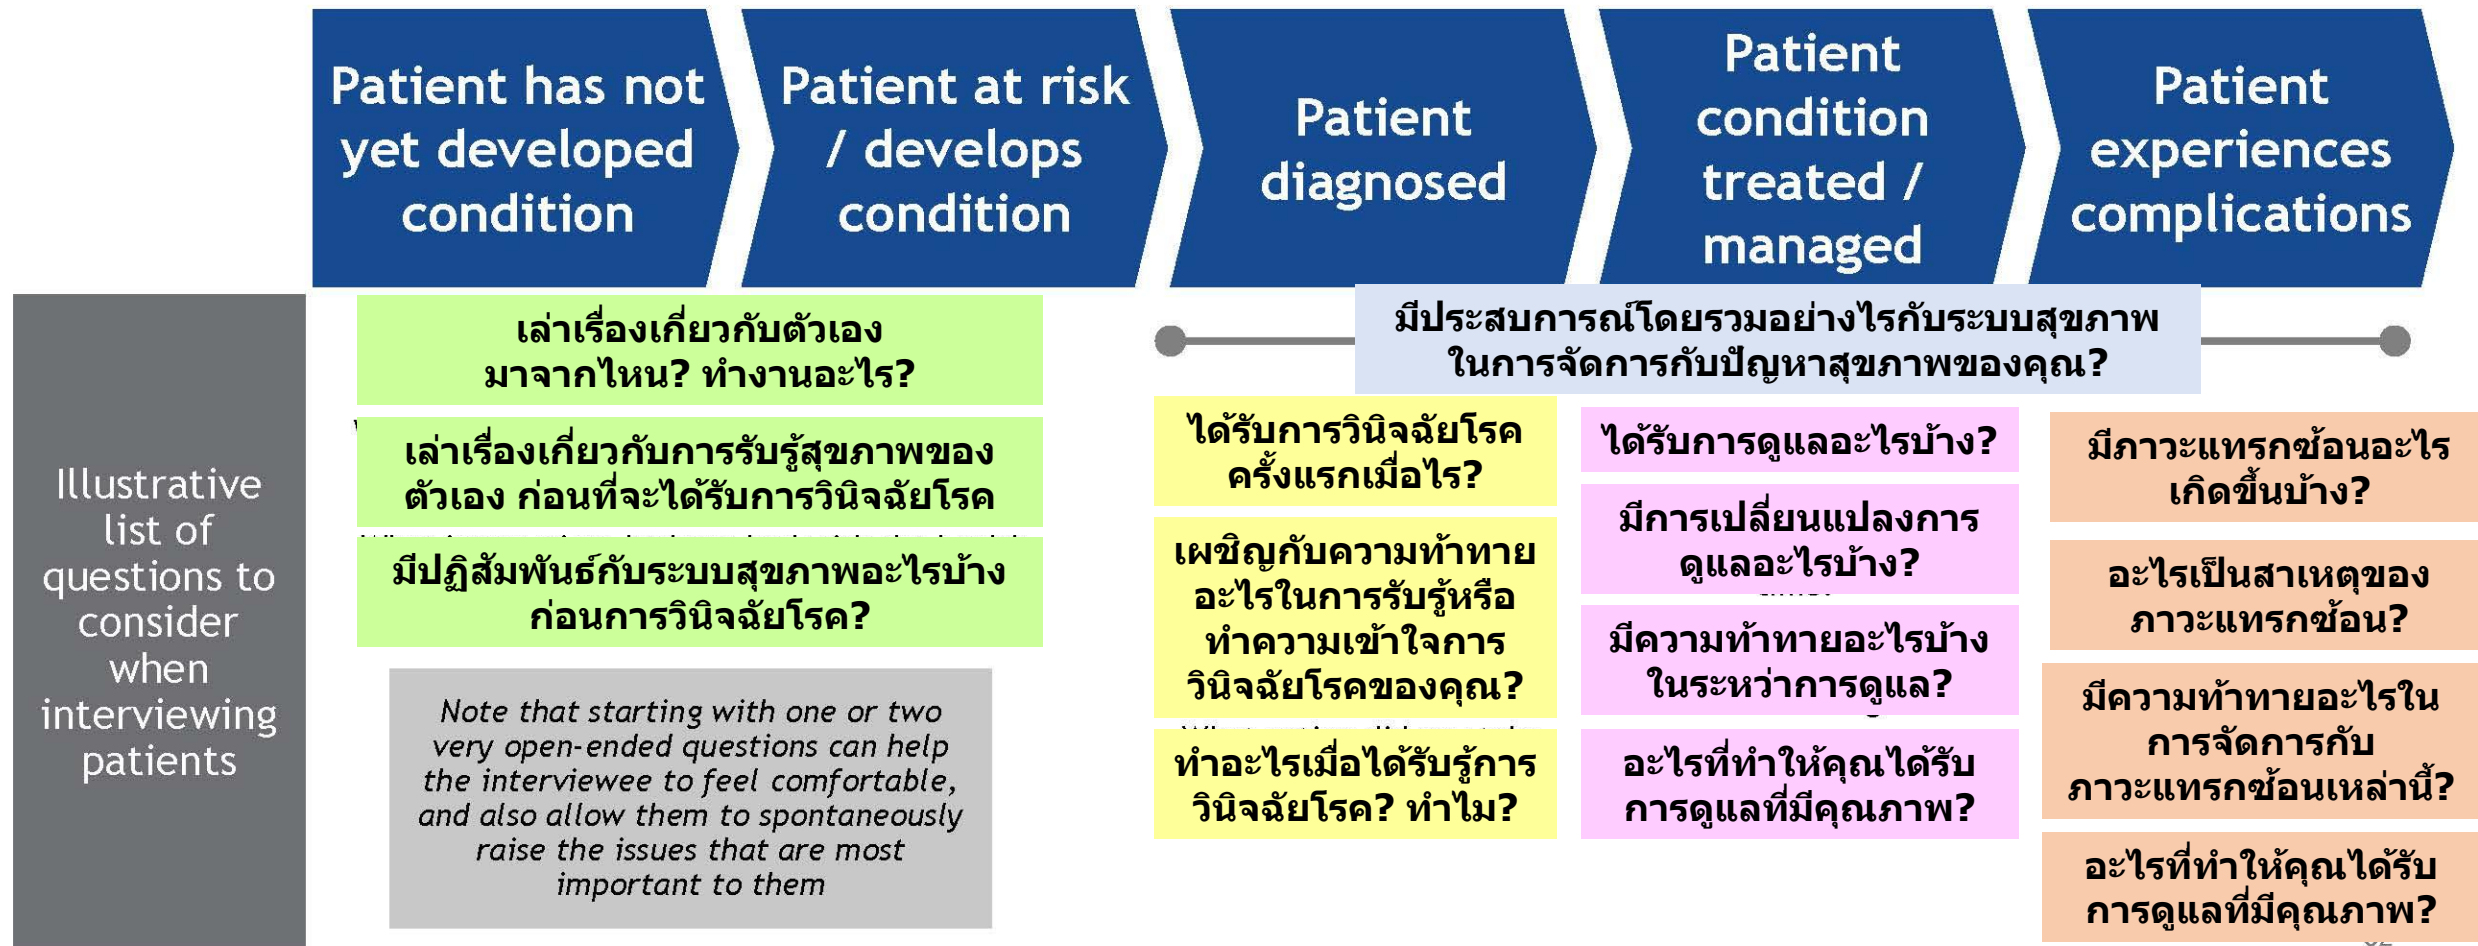 Patient has not
yet developed
condition
Patient at risk
/ develops
condition
Patient
diagnosed
Patient
condition
treated /
managed
Patient
experiences
complications
Illustrative
list of
questions to
consider
when
interviewing
patients
เล่าเรื่องเกี่ยวกับตัวเอง
มาจากไหน? ทำงานอะไร?
เล่าเรื่องเกี่ยวกับการรับรู้สุขภาพของ
ตัวเอง ก่อนที่จะได้รับการวินิจฉัยโรค
มีปฏิสัมพันธ์กับระบบสุขภาพอะไรบ้าง
ก่อนการวินิจฉัยโรค?
Note that starting with one or two
very open-ended questions can help
the interviewee to feel comfortable,
and also allow them to spontaneously
raise the issues that are most
important to them
มีประสบการณ์โดยรวมอย่างไรกับระบบสุขภาพ
ในการจัดการกับปัญหาสุขภาพของคุณ?
ได้รับการวินิจฉัยโรค
ครั้งแรกเมื่อไร?
เผชิญกับความท้าทาย
อะไรในการรับรู้หรือ
ทำความเข้าใจการ
วินิจฉัยโรคของคุณ?
ทำอะไรเมื่อได้รับรู้การ
วินิจฉัยโรค? ทำไม?
ได้รับการดูแลอะไรบ้าง?
มีการเปลี่ยนแปลงการ
ดูแลอะไรบ้าง?
มีความท้าทายอะไรบ้าง
ในระหว่าการดูแล?
อะไรที่ทำให้คุณได้รับ
การดูแลที่มีคุณภาพ?
มีภาวะแทรกซ้อนอะไร
เกิดขึ้นบ้าง?
อะไรเป็นสาเหตุของ
ภาวะแทรกซ้อน?
มีความท้าทายอะไรใน
การจัดการกับ
ภาวะแทรกซ้อนเหล่านี้?
อะไรที่ทำให้คุณได้รับ
การดูแลที่มีคุณภาพ?